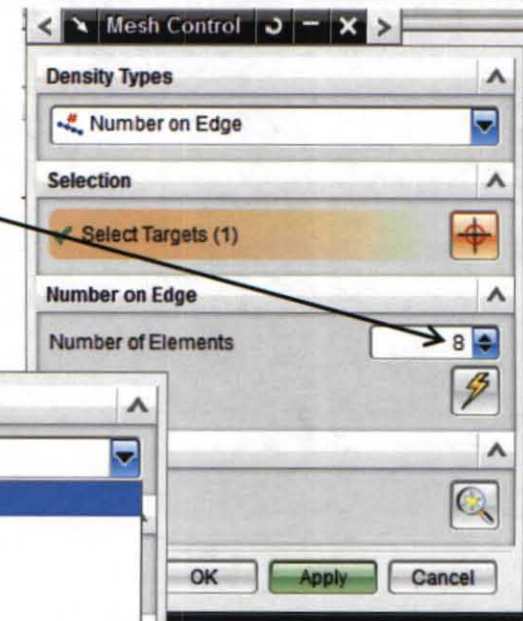 Mesh Control
Density Types
Number on Edge
Selection
Select Targets (1)
Number on Edge
Number of Elements 8
OK Apply Cancel